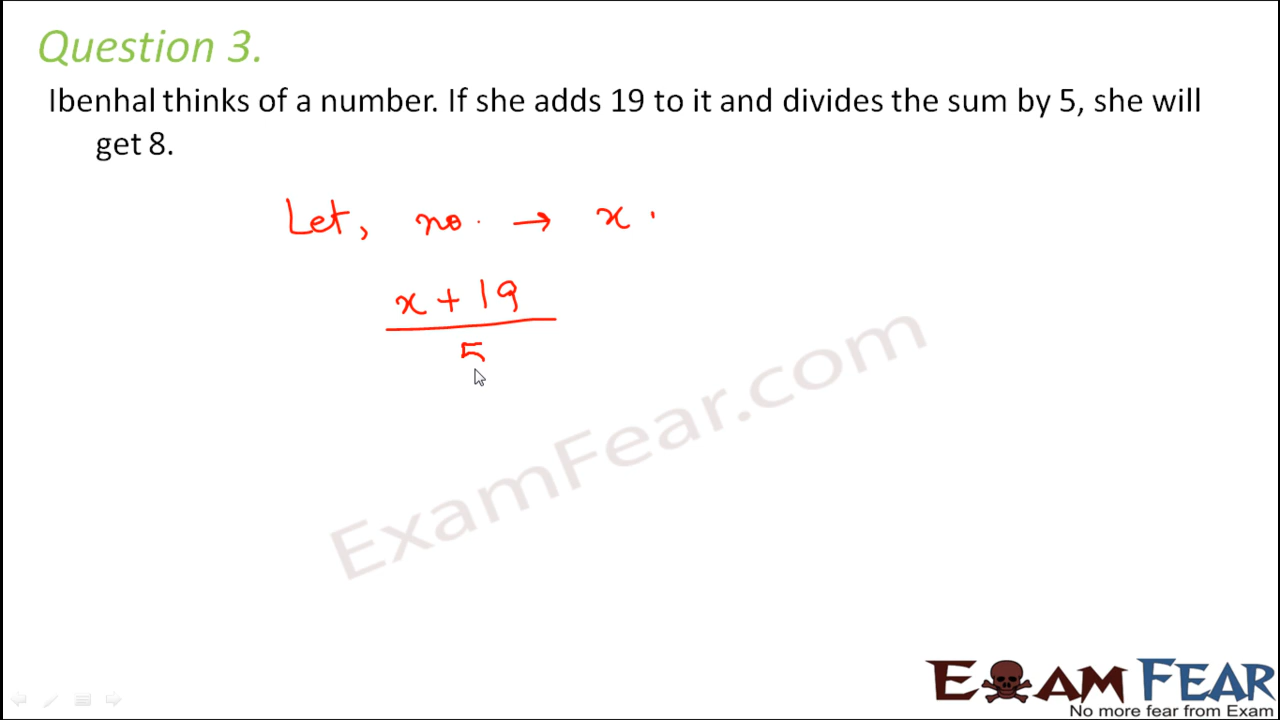 Question 3.
Ibenhal thinks of a number. If she adds 19 to it and divides the sum by 5, she will
get 8.
Let, no. → x.
x + 19
5
ExamFear.com
EXAM FEAR
No more fear from Exam